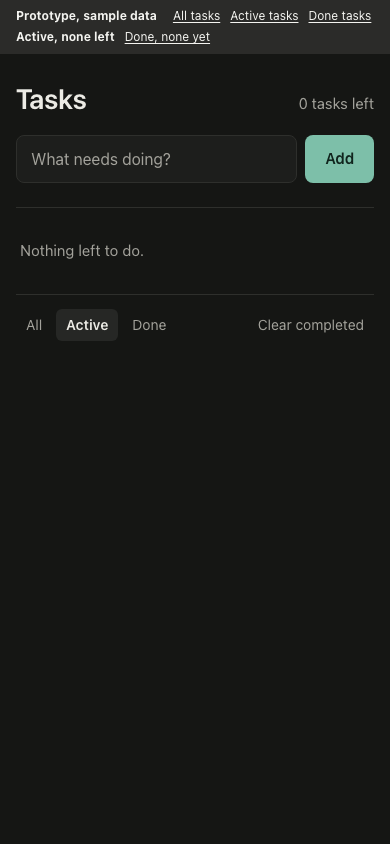 Prototype, sample data All tasks Active tasks Done tasks
Active, none left Done, none yet
Tasks 0 tasks left
What needs doing? Add
Nothing left to do.
All Active Done Clear completed